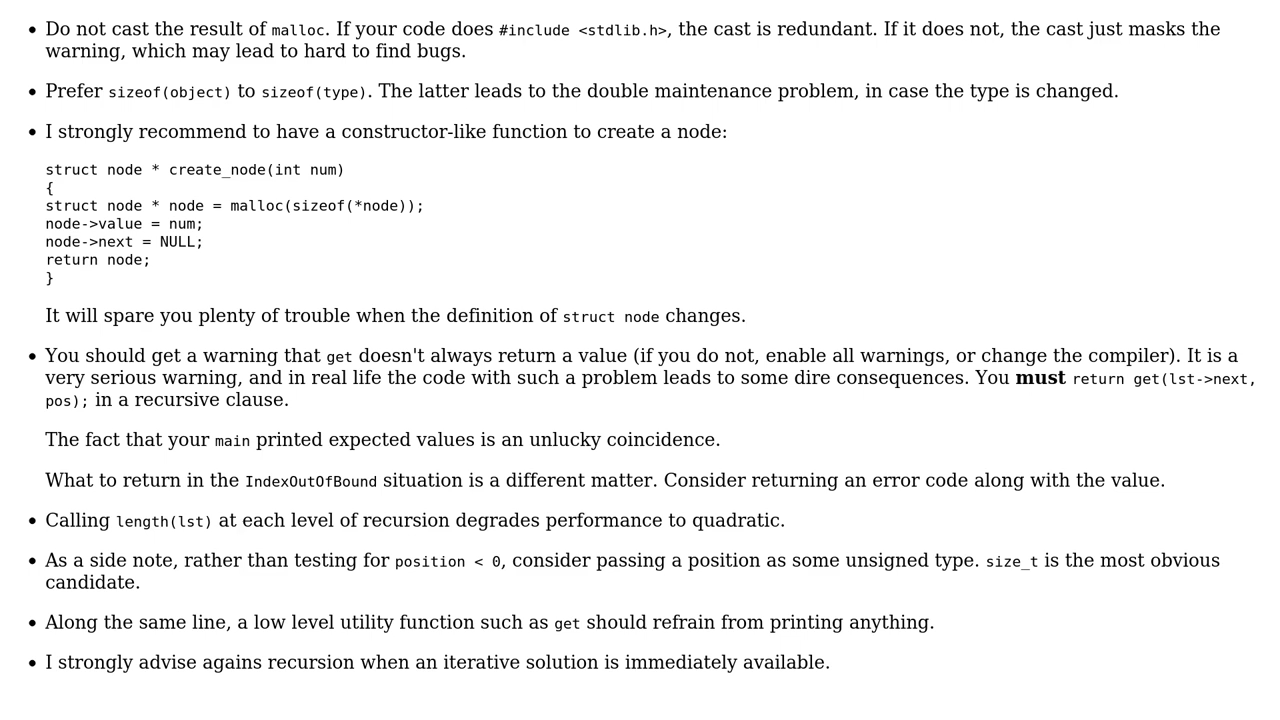 • Do not cast the result of malloc. If your code does #include <stdlib.h>, the cast is redundant. If it does not, the cast just masks the
warning, which may lead to hard to find bugs.
• Prefer sizeof(object) to sizeof(type). The latter leads to the double maintenance problem, in case the type is changed.
• I strongly recommend to have a constructor-like function to create a node:
struct node * create_node(int num)
{
struct node * node = malloc(sizeof(*node));
node->value = num;
node->next = NULL;
return node;
}
It will spare you plenty of trouble when the definition of struct node changes.
• You should get a warning that get doesn't always return a value (if you do not, enable all warnings, or change the compiler). It is a
very serious warning, and in real life the code with such a problem leads to some dire consequences. You must return get(lst->next,
pos); in a recursive clause.
The fact that your main printed expected values is an unlucky coincidence.
What to return in the IndexOutOfBound situation is a different matter. Consider returning an error code along with the value.
• Calling length(lst) at each level of recursion degrades performance to quadratic.
• As a side note, rather than testing for position < 0, consider passing a position as some unsigned type. size_t is the most obvious
candidate.
• Along the same line, a low level utility function such as get should refrain from printing anything.
• I strongly advise agains recursion when an iterative solution is immediately available.